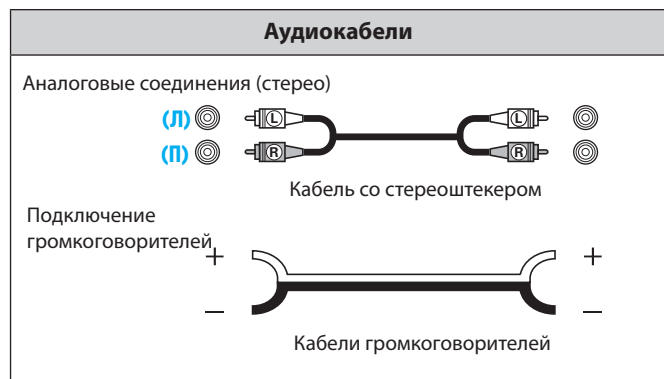 Аудиокабели
Аналоговые соединения (стерео)
(Л) L L
(П) R R
Кабель со стереоштекером
Подключение
громкоговорителей
+ +
– –
Кабели громкоговорителей